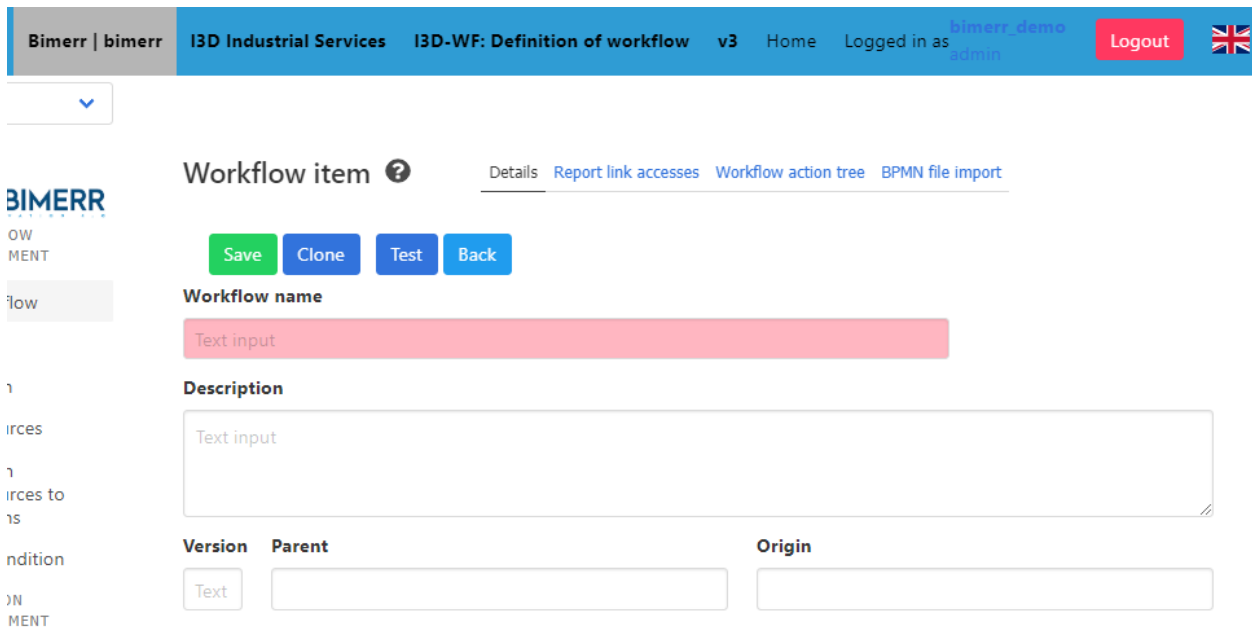 Bimerr | bimerr I3D Industrial Services I3D-WF: Definition of workflow v3 Home Logged in as bimerr_demo admin Logout
Workflow item ? Details Report link accesses Workflow action tree BPMN file import
BIMERR
OW
MENT
Save Clone Test Back
Workflow name
flow
Text input
Description
n
urces
Text input
n
urces to
ns
Version Parent Origin
ndition
Text
ON
MENT